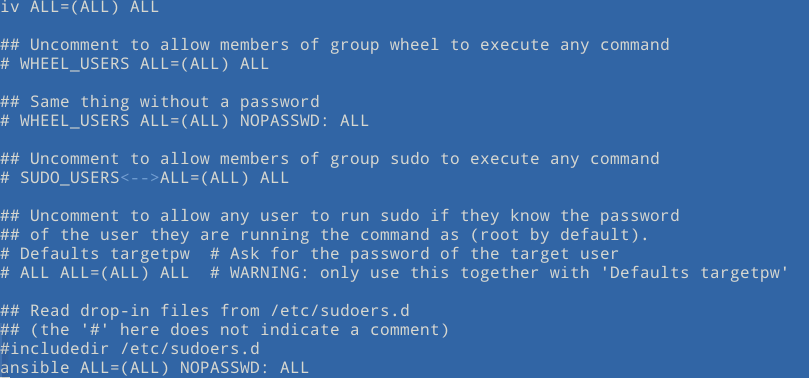 iv ALL=(ALL) ALL
## Uncomment to allow members of group wheel to execute any command
# WHEEL_USERS ALL=(ALL) ALL
## Same thing without a password
# WHEEL_USERS ALL=(ALL) NOPASSWD: ALL
## Uncomment to allow members of group sudo to execute any command
# SUDO_USERS<-->ALL=(ALL) ALL
## Uncomment to allow any user to run sudo if they know the password
## of the user they are running the command as (root by default).
# Defaults targetpw  # Ask for the password of the target user
# ALL ALL=(ALL) ALL  # WARNING: only use this together with 'Defaults targetpw'
## Read drop-in files from /etc/sudoers.d
## (the '#' here does not indicate a comment)
#includedir /etc/sudoers.d
ansible ALL=(ALL) NOPASSWD: ALL